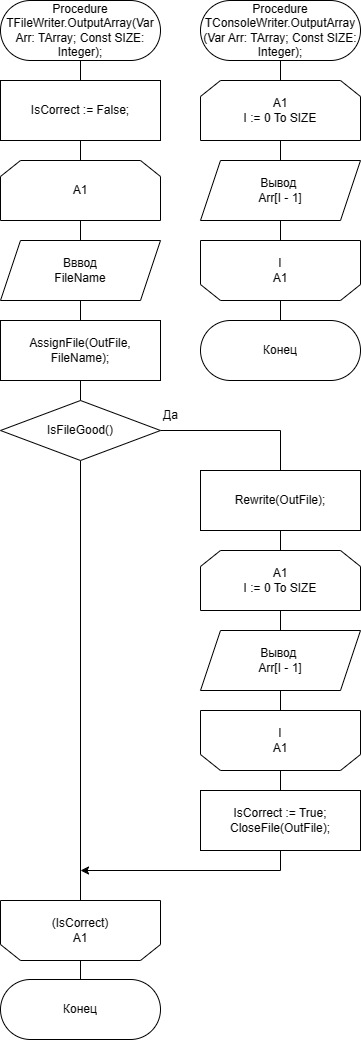 Procedure
TFileWriter.OutputArray(Var
Arr: TArray; Const SIZE:
Integer);
IsCorrect := False;
A1
Вввод
FileName
AssignFile(OutFile,
FileName);
IsFileGood()
Да
Procedure
TConsoleWriter.OutputArray
(Var Arr: TArray; Const SIZE:
Integer);
A1
I := 0 To SIZE
Вывод
Arr[I - 1]
I
A1
Конец
Rewrite(OutFile);
A1
I := 0 To SIZE
Вывод
Arr[I - 1]
I
A1
IsCorrect := True;
CloseFile(OutFile);
(IsCorrect)
A1
Конец